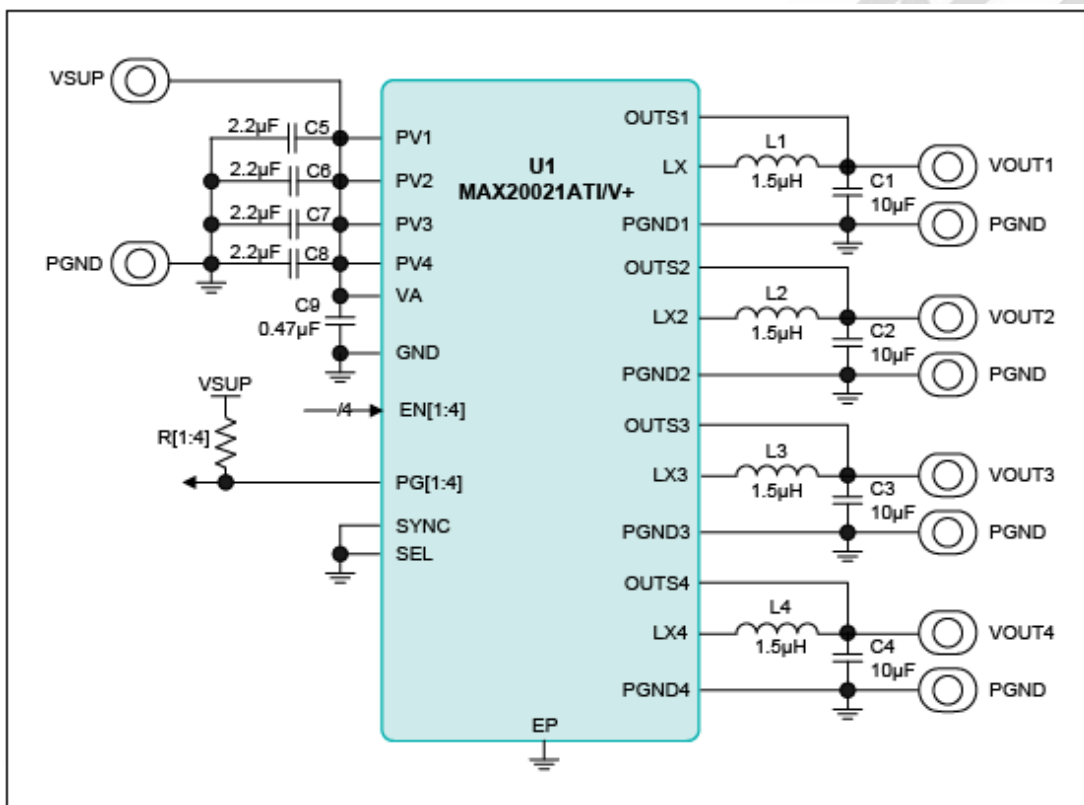 VSUP
2.2µF C5
2.2µF C6
2.2µF C7
2.2µF C8
PGND
C9
0.47µF
VSUP
R[1:4]
/4
PV1
PV2
PV3
PV4
VA
GND
EN[1:4]
PG[1:4]
SYNC
SEL
U1
MAX20021ATI/V+
EP
OUTS1
LX
PGND1
OUTS2
LX2
PGND2
OUTS3
LX3
PGND3
OUTS4
LX4
PGND4
L1
1.5µH
C1
10µF
VOUT1
PGND
L2
1.5µH
C2
10µF
VOUT2
PGND
L3
1.5µH
C3
10µF
VOUT3
PGND
L4
1.5µH
C4
10µF
VOUT4
PGND